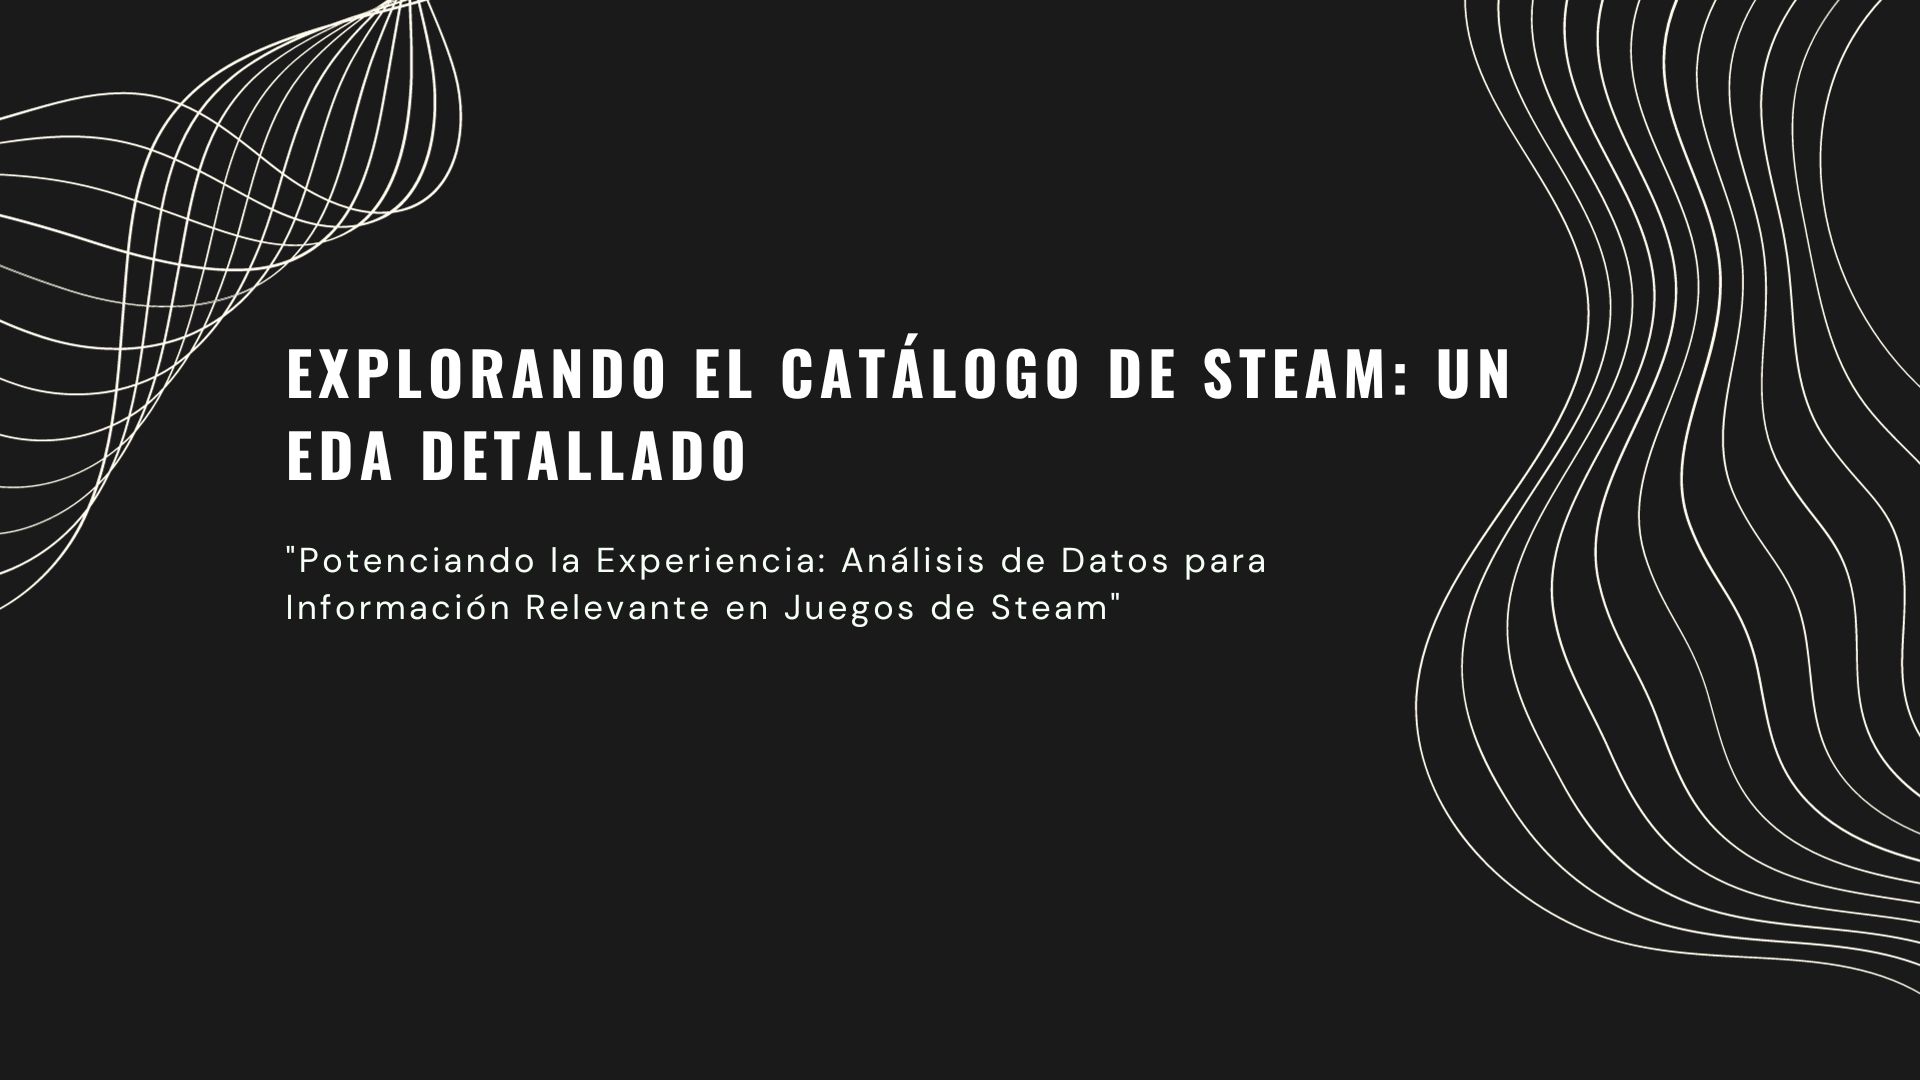 EXPLORANDO EL CATÁLOGO DE STEAM: UN
EDA DETALLADO
"Potenciando la Experiencia: Análisis de Datos para
Información Relevante en Juegos de Steam"